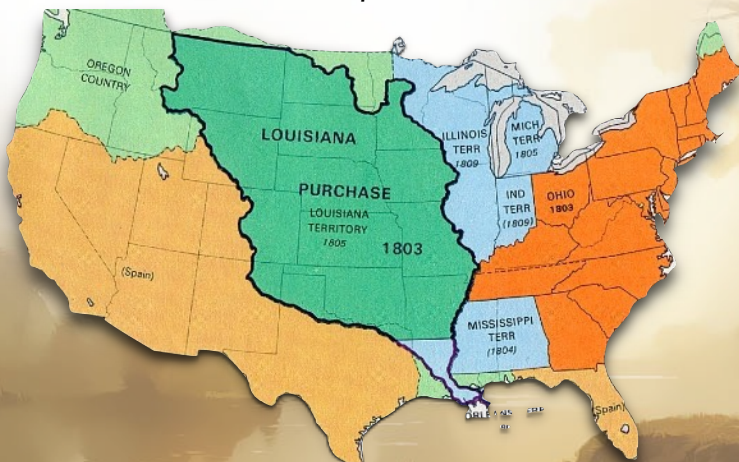 OREGON
COUNTRY
LOUISIANA
PURCHASE
LOUISIANA
TERRITORY
1805
1803
ILLINOIS
TERR
1809
MICH
TERR
1805
IND
TERR
(1809)
OHIO
1803
MISSISSIPPI
TERR
(1804)
(Spain)
(Spain)